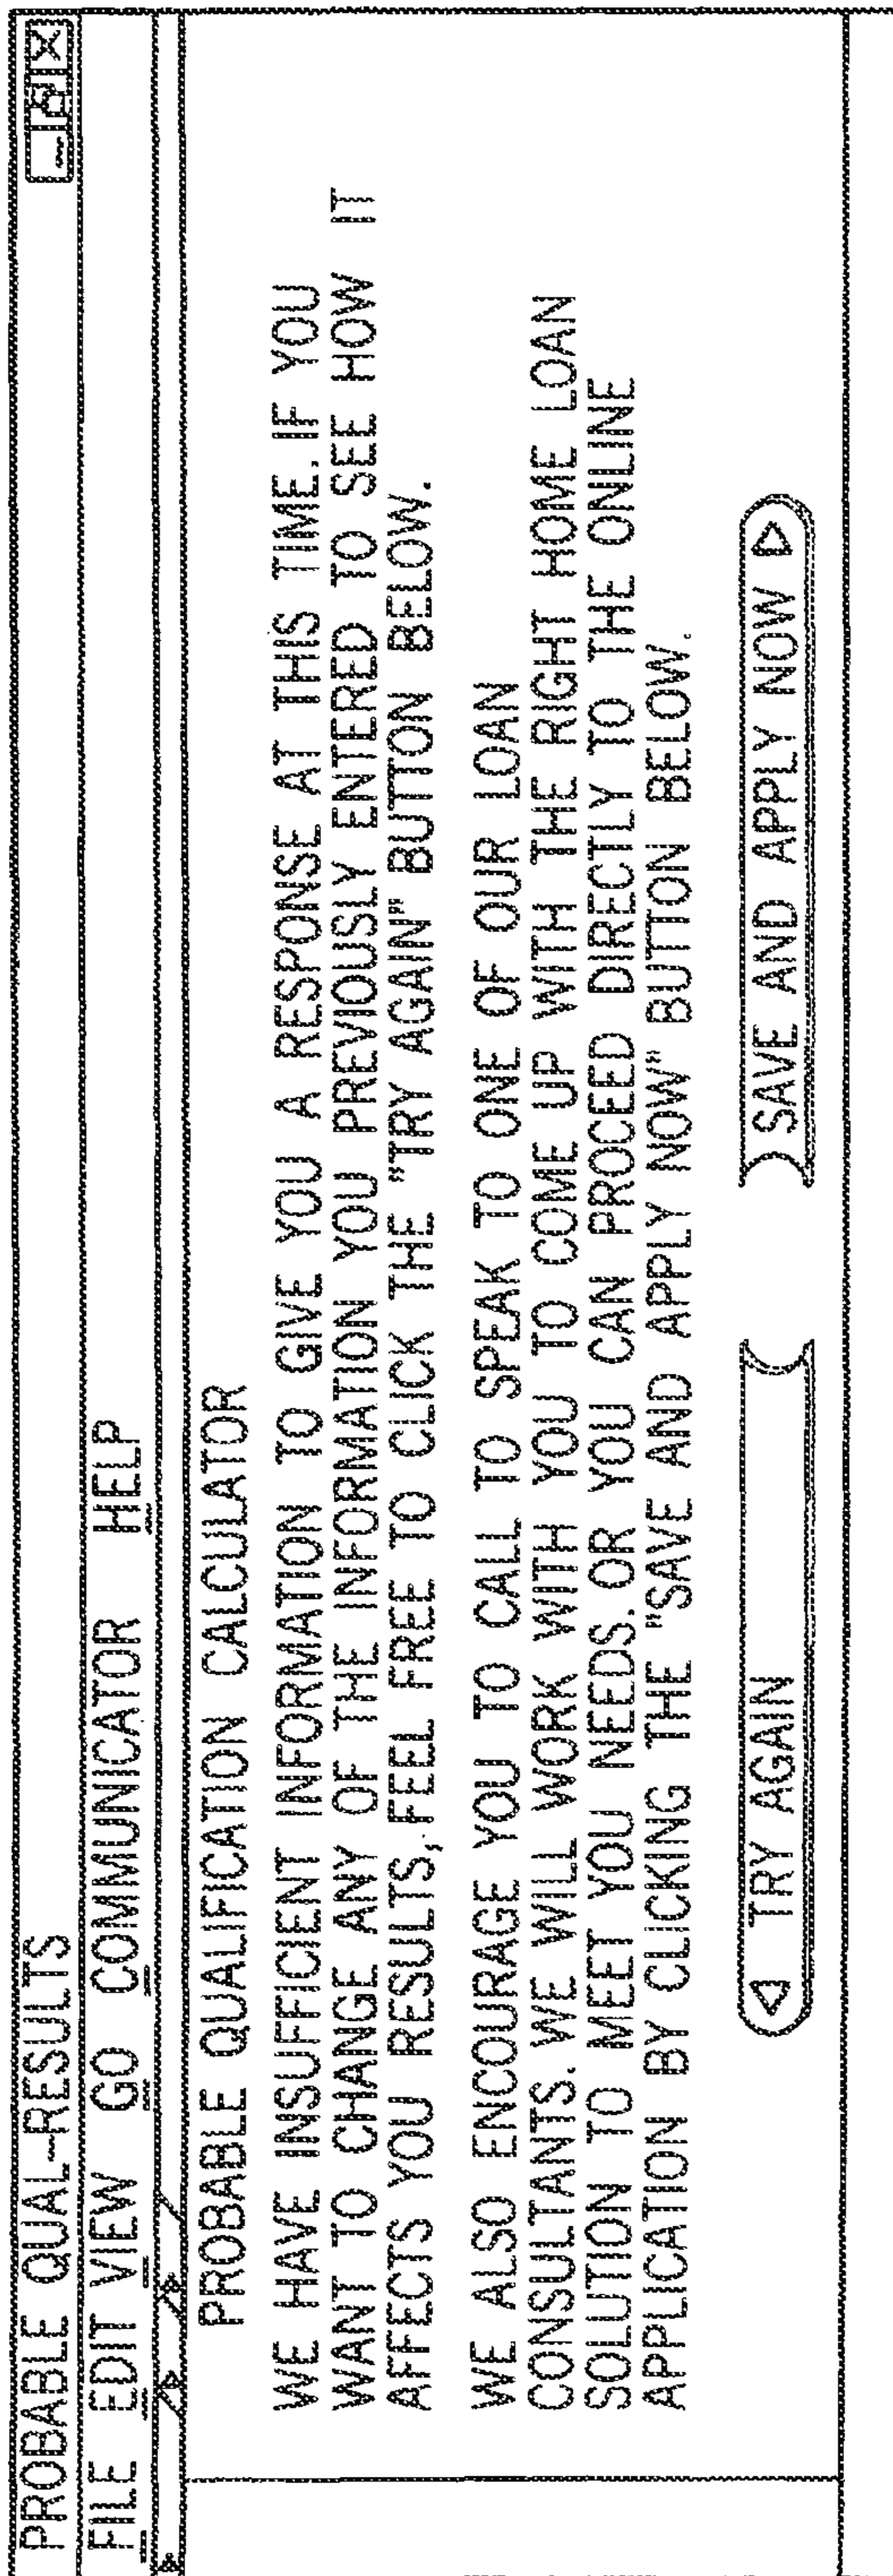 PROBABLE QUAL-RESULTS
FILE EDIT VIEW GO COMMUNICATOR HELP
PROBABLE QUALIFICATION CALCULATOR
WE HAVE INSUFFICIENT INFORMATION TO GIVE YOU A RESPONSE AT THIS TIME. IF YOU
WANT TO CHANGE ANY OF THE INFORMATION YOU PREVIOUSLY ENTERED TO SEE HOW IT
AFFECTS YOU RESULTS, FEEL FREE TO CLICK THE "TRY AGAIN" BUTTON BELOW.
WE ALSO ENCOURAGE YOU TO CALL TO SPEAK TO ONE OF OUR LOAN
CONSULTANTS. WE WILL WORK WITH YOU TO COME UP WITH THE RIGHT HOME LOAN
SOLUTION TO MEET YOU NEEDS. OR YOU CAN PROCEED DIRECTLY TO THE ONLINE
APPLICATION BY CLICKING THE "SAVE AND APPLY NOW" BUTTON BELOW.
TRY AGAIN
SAVE AND APPLY NOW